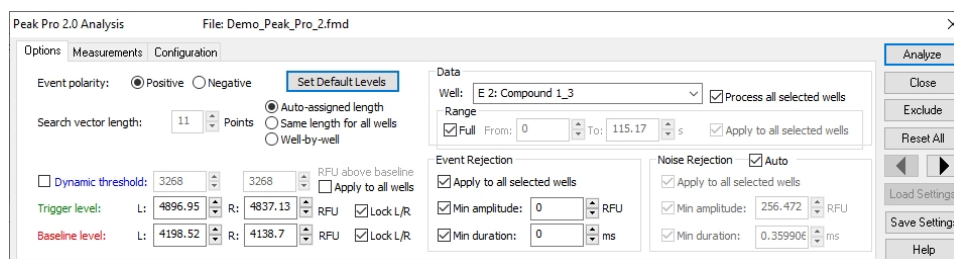 Peak Pro 2.0 Analysis File: Demo_Peak_Pro_2.fmd
Options Measurements Configuration
Event polarity: Positive Negative Set Default Levels
Search vector length: 11 Points
Auto-assigned length
Same length for all wells
Well-by-well
RFU above baseline
Dynamic threshold: 3268 3268 Apply to all wells
Trigger level: L: 4896.95 R: 4837.13 RFU Lock L/R
Baseline level: L: 4198.52 R: 4138.7 RFU Lock L/R
Data
Well: E 2: Compound 1_3 Process all selected wells
Range
Full From: 0 To: 115.17 s Apply to all selected wells
Event Rejection
Apply to all selected wells
Min amplitude: 0 RFU
Min duration: 0 ms
Noise Rejection Auto
Apply to all selected wells
Min amplitude: 256.472 RFU
Min duration: 0.359906 ms
Analyze
Close
Exclude
Reset All
Load Settings
Save Settings
Help